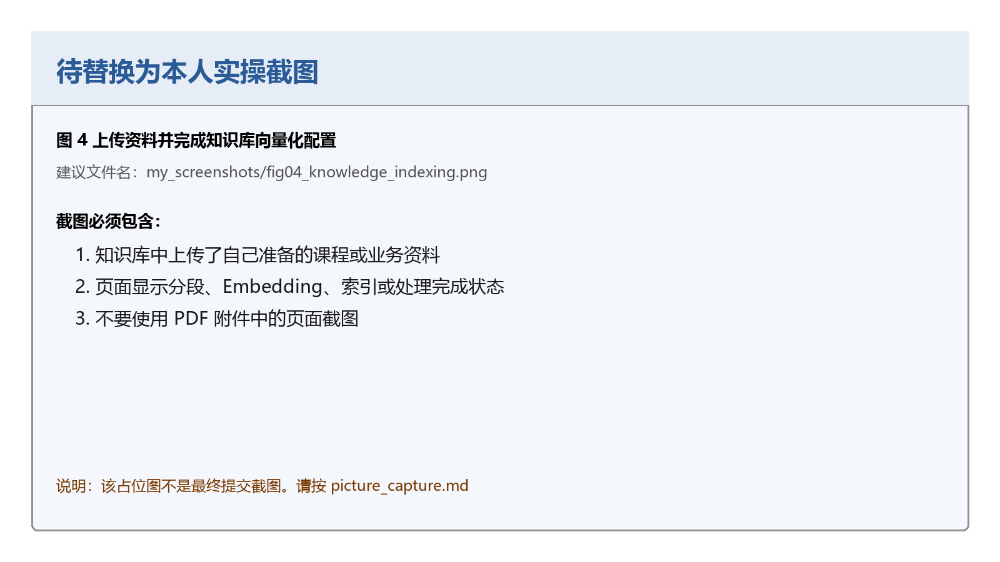 待替换为本人实操截图
图 4 上传资料并完成知识库向量化配置
建议文件名：my_screenshots/fig04_knowledge_indexing.png
截图必须包含：
1. 知识库中上传了自己准备的课程或业务资料
2. 页面显示分段、Embedding、索引或处理完成状态
3. 不要使用 PDF 附件中的页面截图
说明：该占位图不是最终提交截图。请按 picture_capture.md